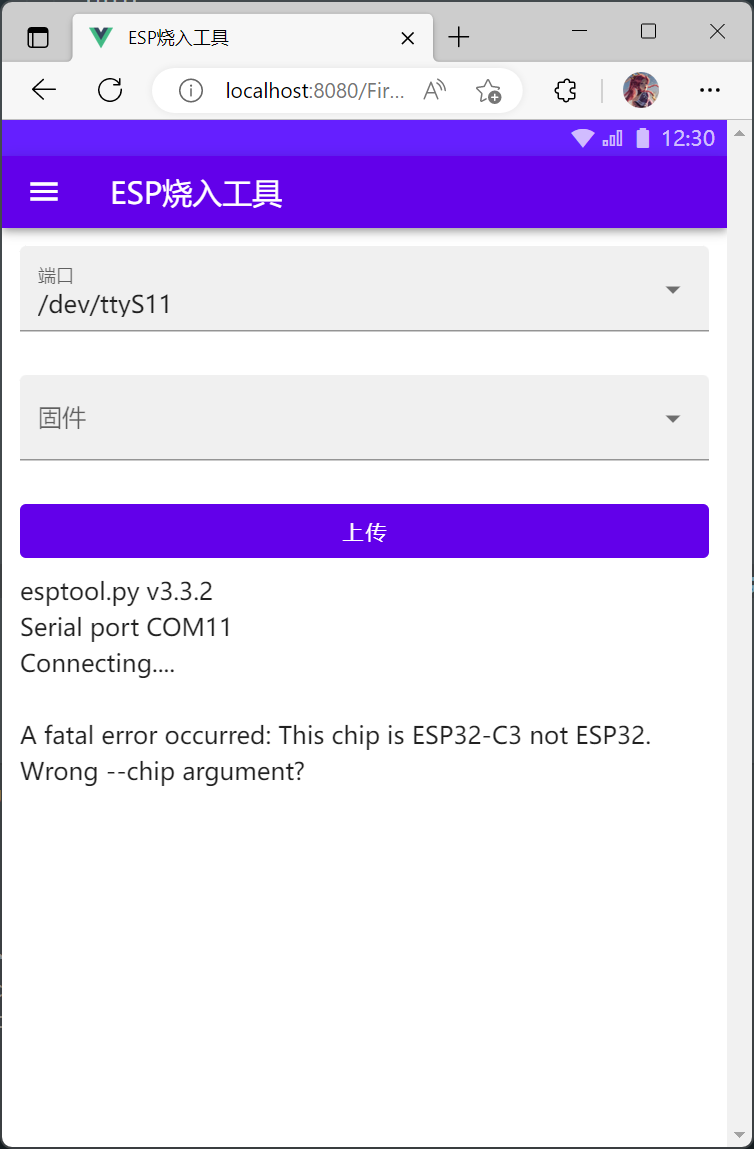 ESP烧入工具
localhost:8080/Fir...
12:30
ESP烧入工具
端口
/dev/ttyS11
固件
上传
esptool.py v3.3.2
Serial port COM11
Connecting....
A fatal error occurred: This chip is ESP32-C3 not ESP32.
Wrong --chip argument?